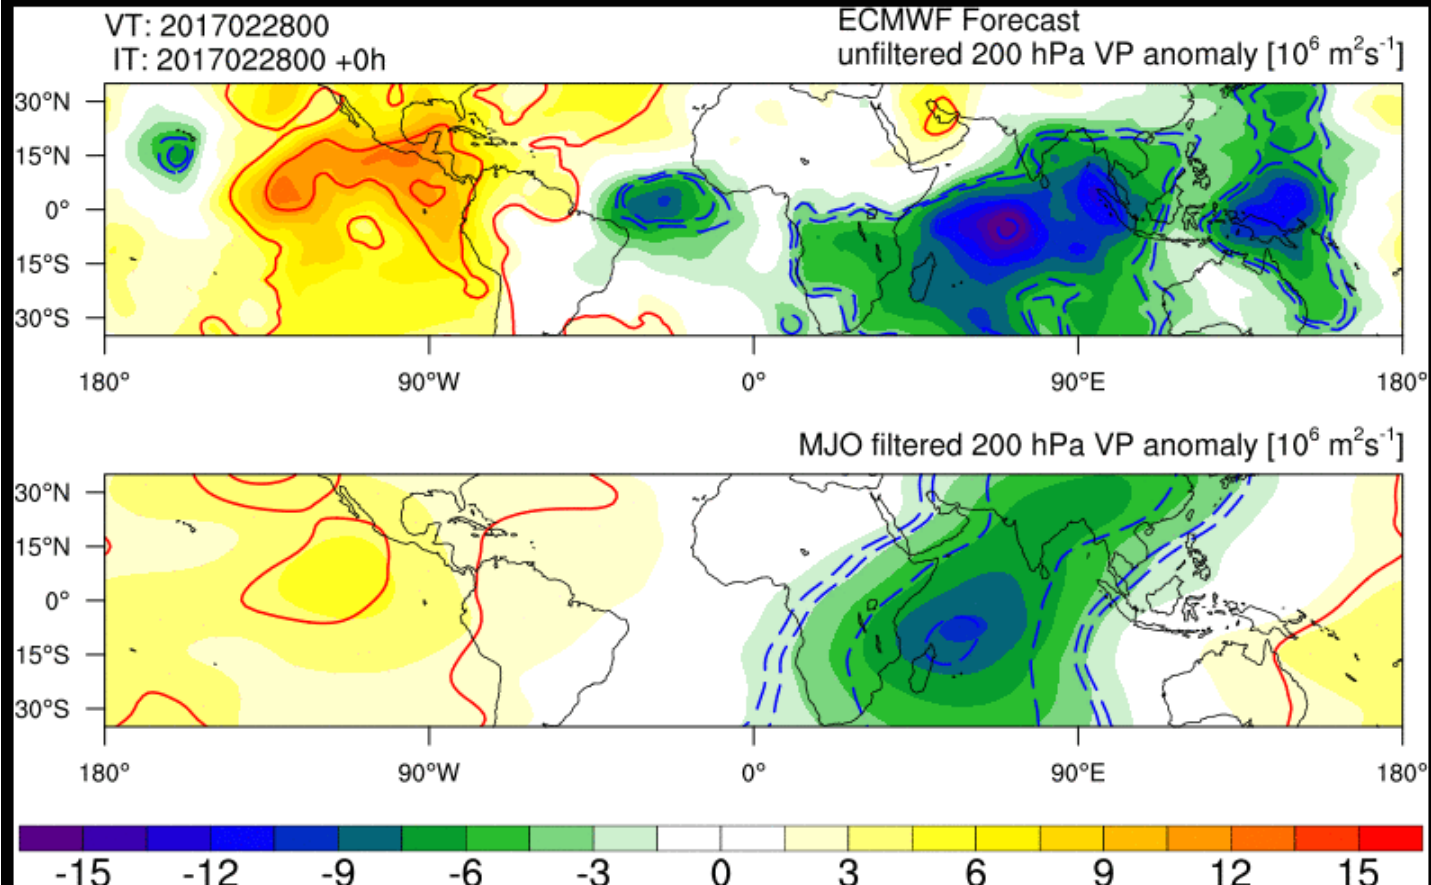 VT: 2017022800
IT: 2017022800 +0h
ECMWF Forecast
unfiltered 200 hPa VP anomaly [10⁶ m²s⁻¹]
30°N
15°N
0°
15°S
30°S
180° 90°W 0° 90°E 180°
MJO filtered 200 hPa VP anomaly [10⁶ m²s⁻¹]
30°N
15°N
0°
15°S
30°S
180° 90°W 0° 90°E 180°
-15 -12 -9 -6 -3 0 3 6 9 12 15